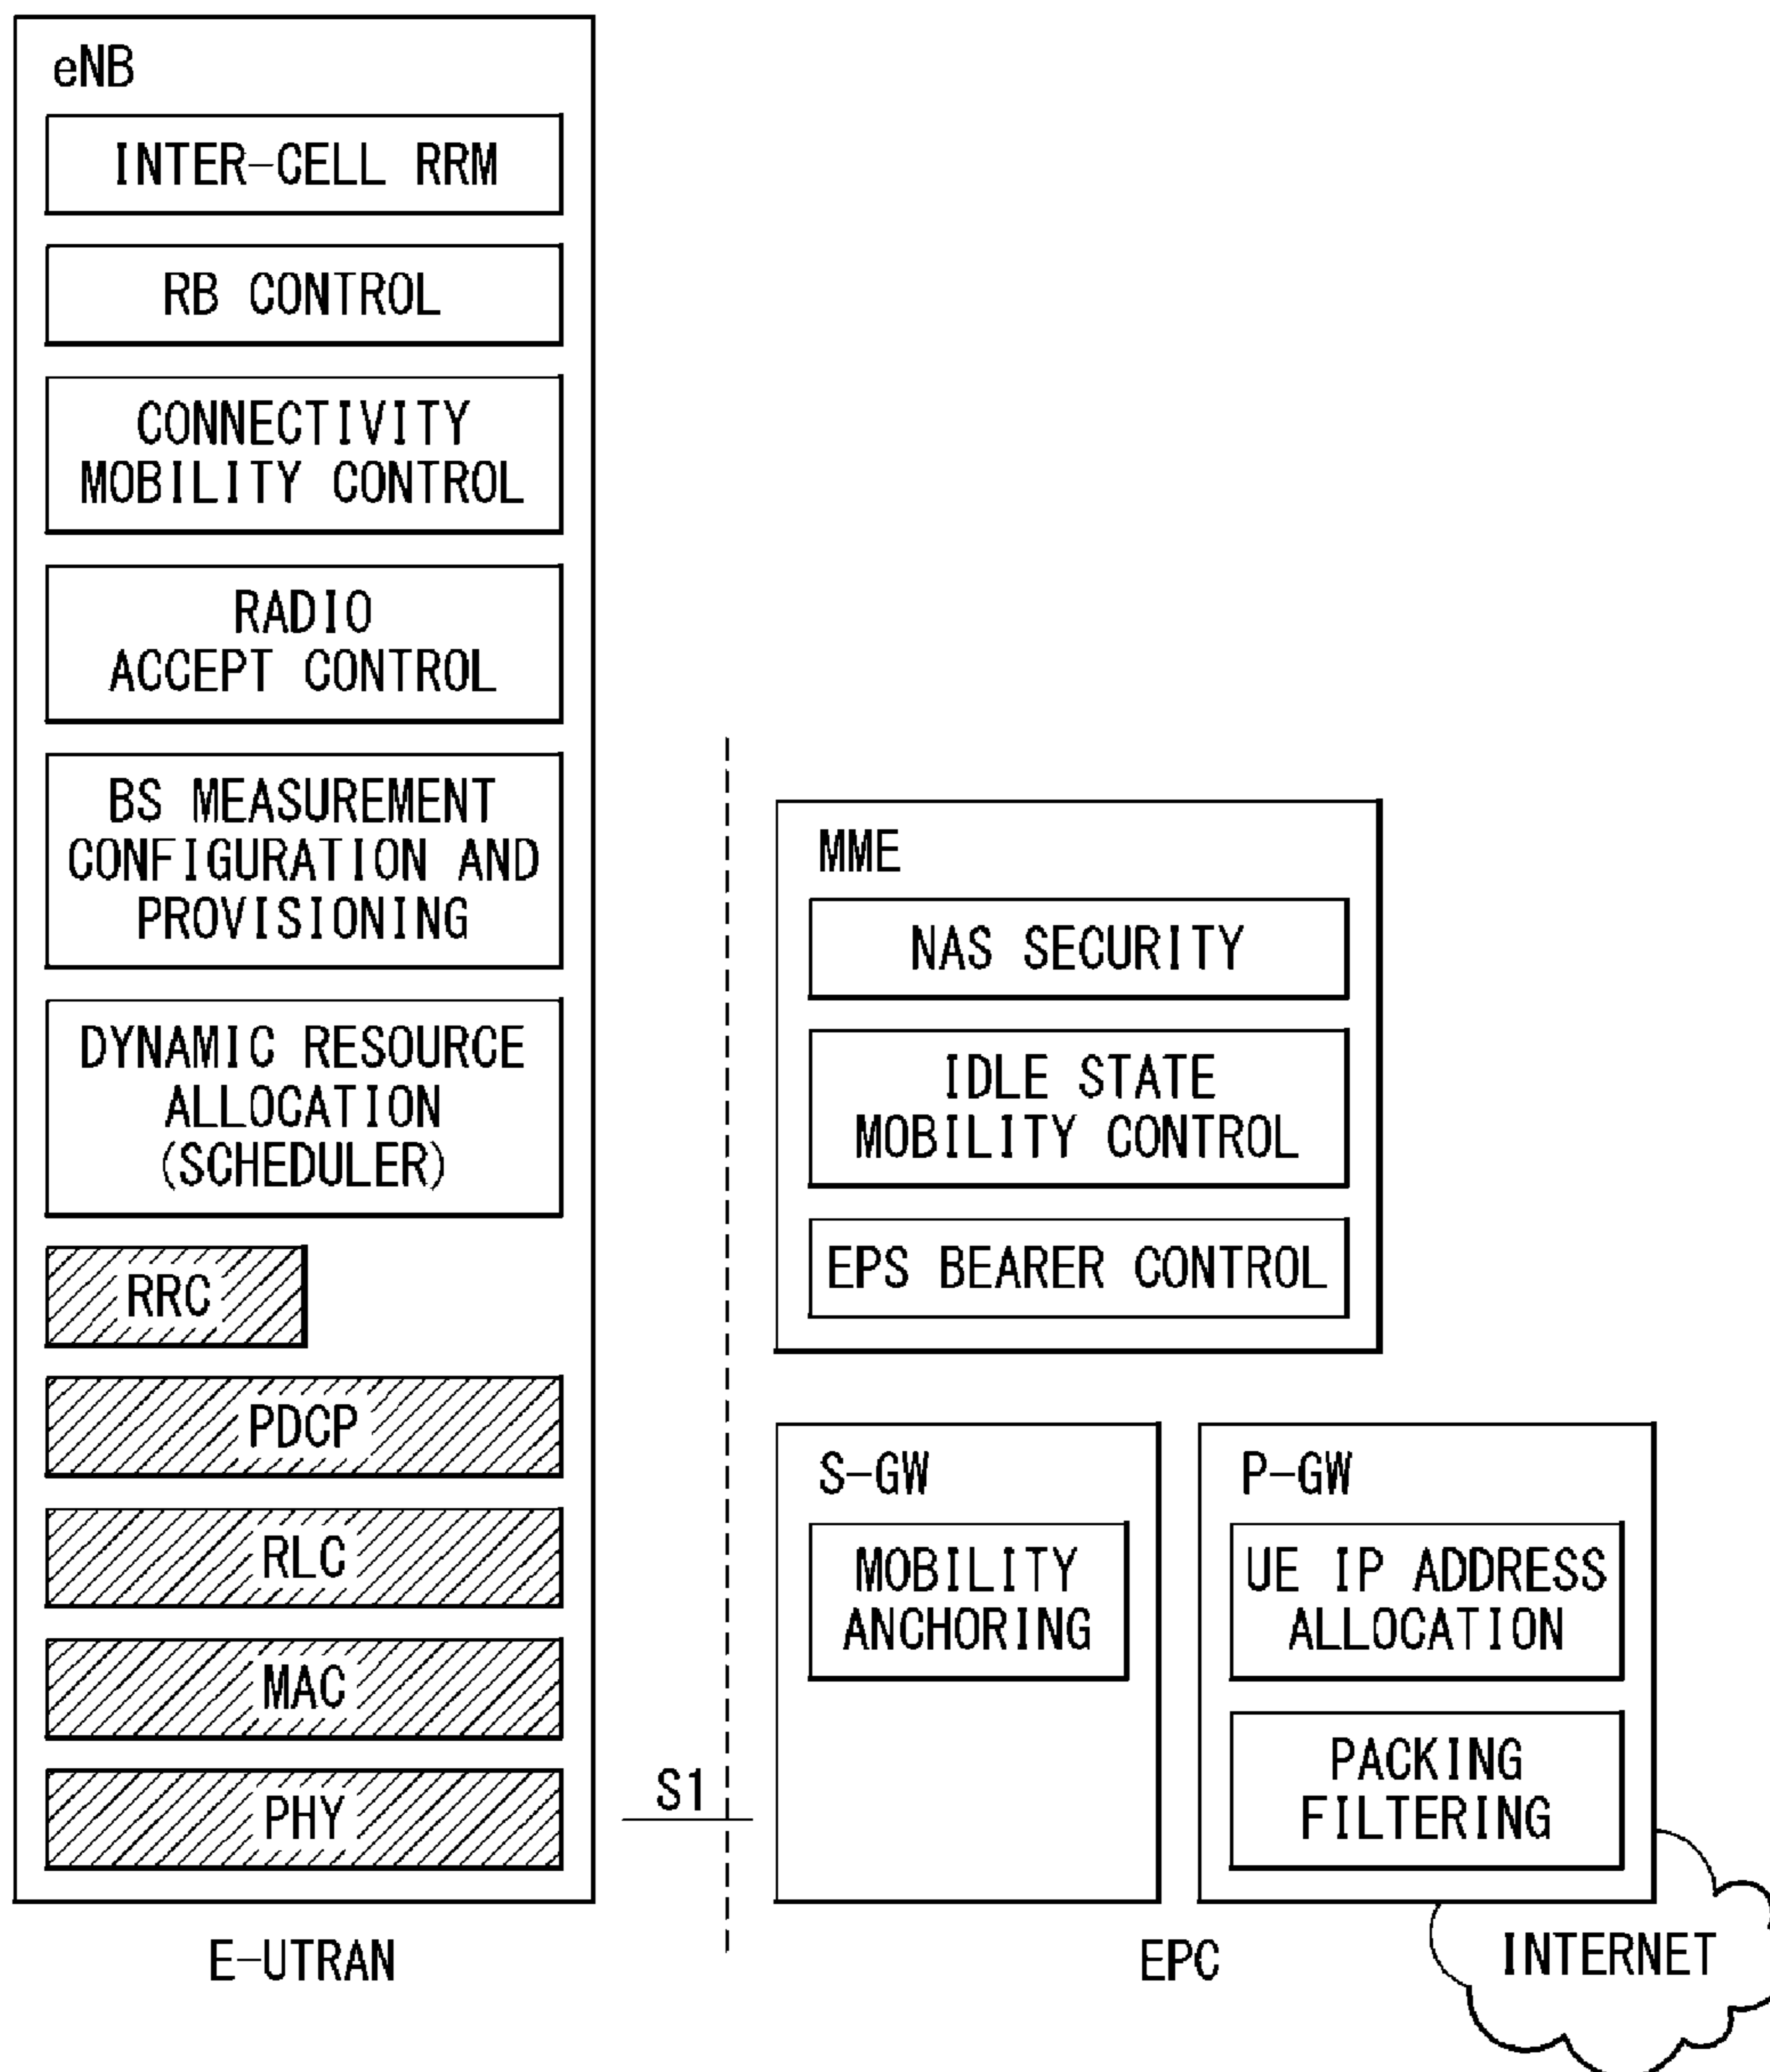 eNB
INTER-CELL RRM
RB CONTROL
CONNECTIVITY
MOBILITY CONTROL
RADIO
ACCEPT CONTROL
BS MEASUREMENT
CONFIGURATION AND
PROVISIONING
DYNAMIC RESOURCE
ALLOCATION
(SCHEDULER)
RRC
PDCP
RLC
MAC
PHY
E-UTRAN
S1
MME
NAS SECURITY
IDLE STATE
MOBILITY CONTROL
EPS BEARER CONTROL
S-GW
MOBILITY
ANCHORING
P-GW
UE IP ADDRESS
ALLOCATION
PACKING
FILTERING
EPC
INTERNET